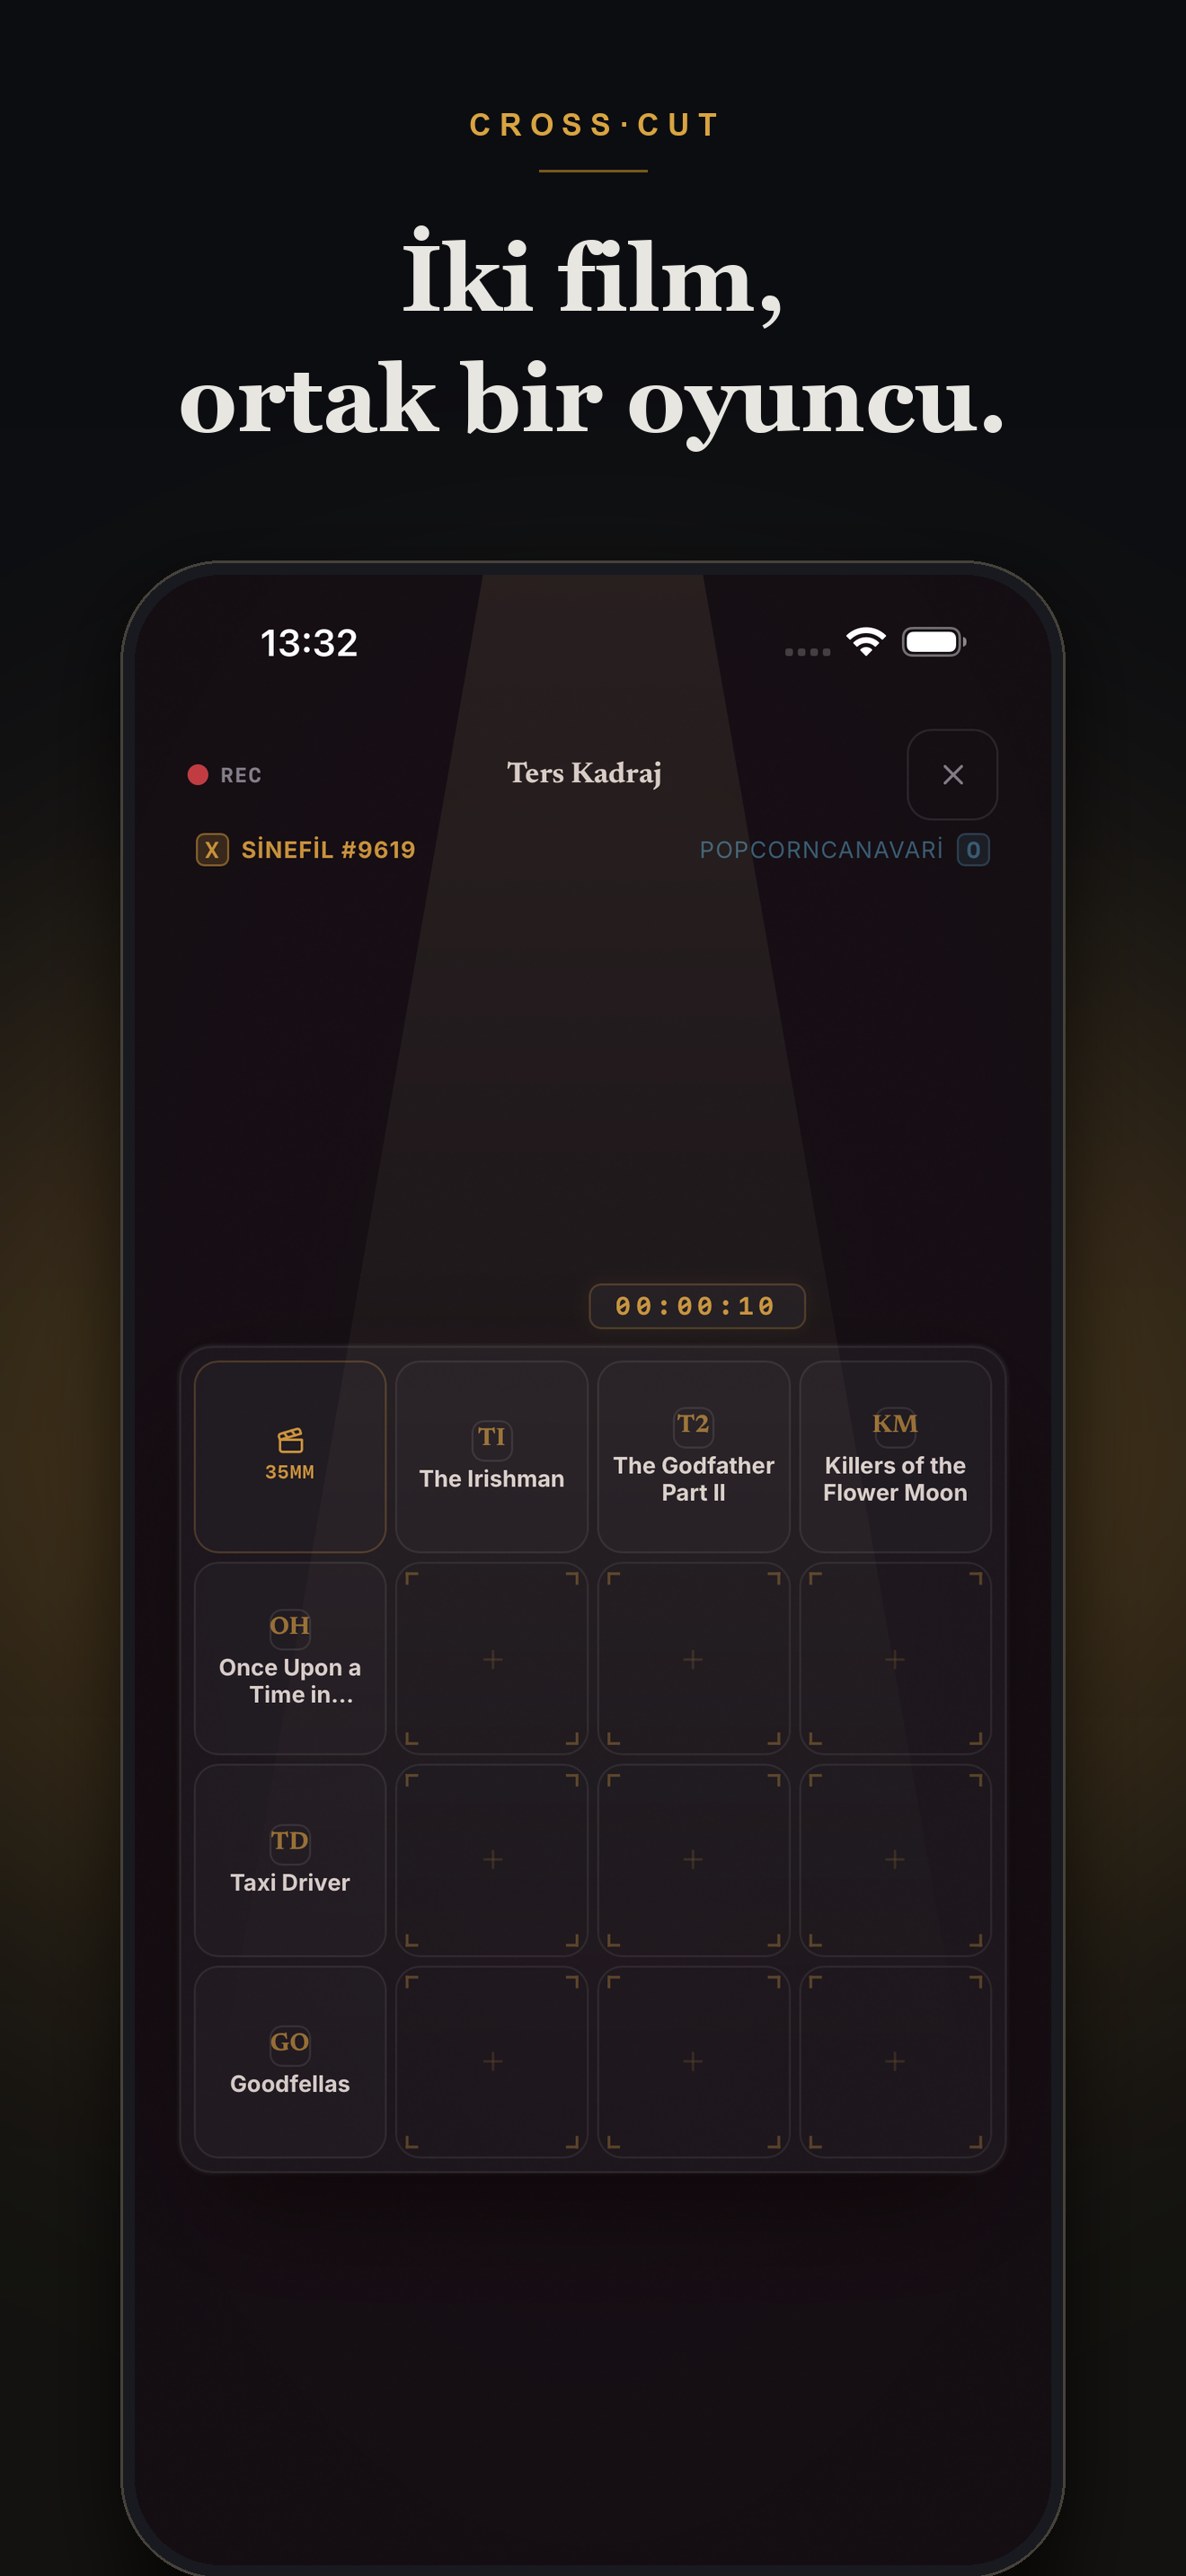 CROSS·CUT
İki film,
ortak bir oyuncu.
13:32
REC
Ters Kadraj
X SİNEFİL #9619
POPCORNCANAVARİ 0
00:00:10
35MM
TI
The Irishman
T2
The Godfather
Part II
KM
Killers of the
Flower Moon
OH
Once Upon a
Time in...
TD
Taxi Driver
GO
Goodfellas